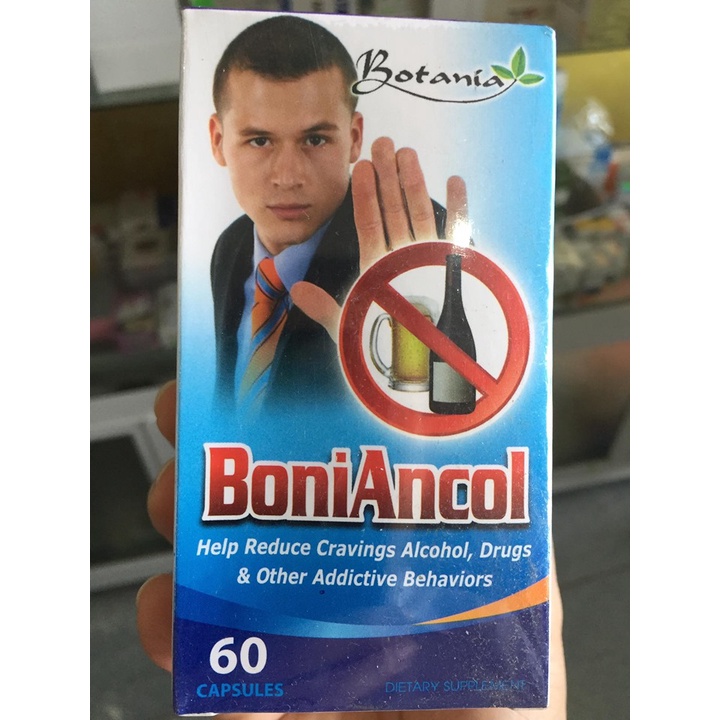 Botania
BoniAncol
Help Reduce Cravings Alcohol, Drugs
& Other Addictive Behaviors
60
CAPSULES
DIETARY SUPPLEMENT